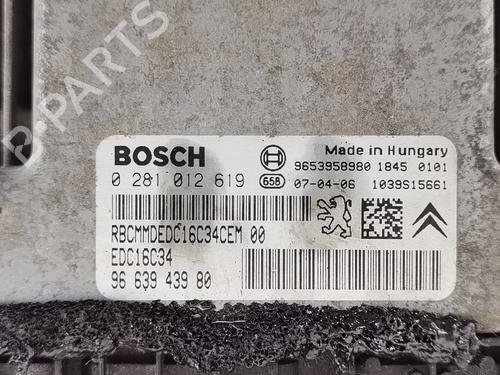 B-PARTS
BOSCH
Made in Hungary
9653958980 1845 0101
0 281 012 619
658
07-04-06 1039S15661
RBCMMDEDC16C34CEM 00
EDC16C34
96 639 439 80